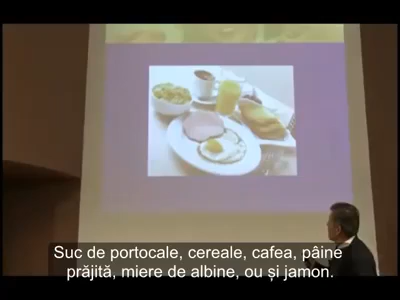 Suc de portocale, cereale, cafea, pâine
prăjită, miere de albine, ou și jamon.